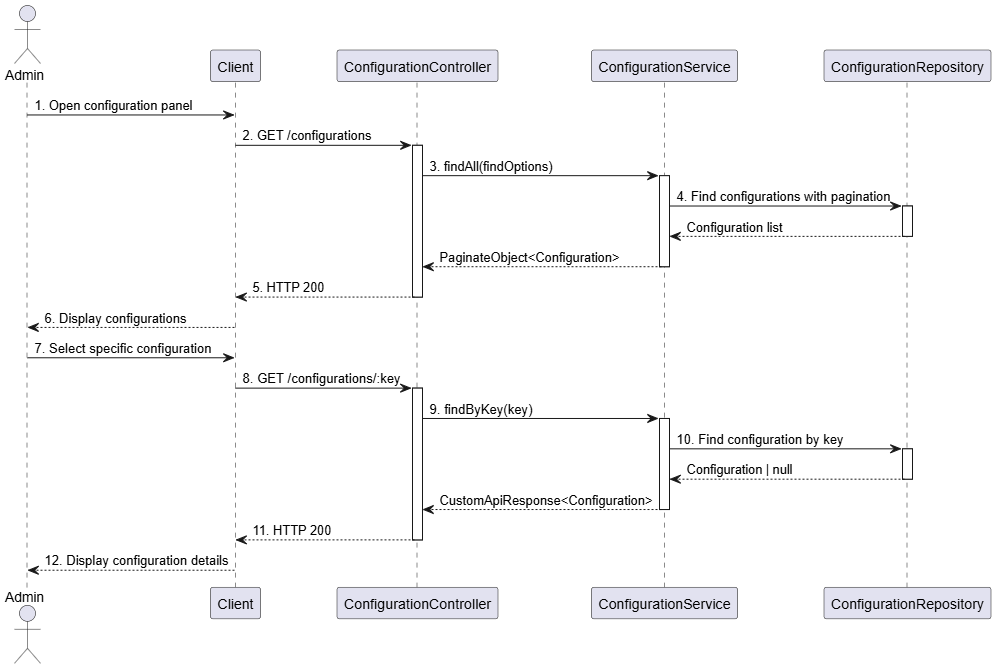 Admin
Client
ConfigurationController
ConfigurationService
ConfigurationRepository
1. Open configuration panel
2. GET /configurations
3. findAll(findOptions)
4. Find configurations with pagination
Configuration list
PaginateObject<Configuration>
5. HTTP 200
6. Display configurations
7. Select specific configuration
8. GET /configurations/:key
9. findByKey(key)
10. Find configuration by key
Configuration | null
CustomApiResponse<Configuration>
11. HTTP 200
12. Display configuration details
Admin
Client
ConfigurationController
ConfigurationService
ConfigurationRepository